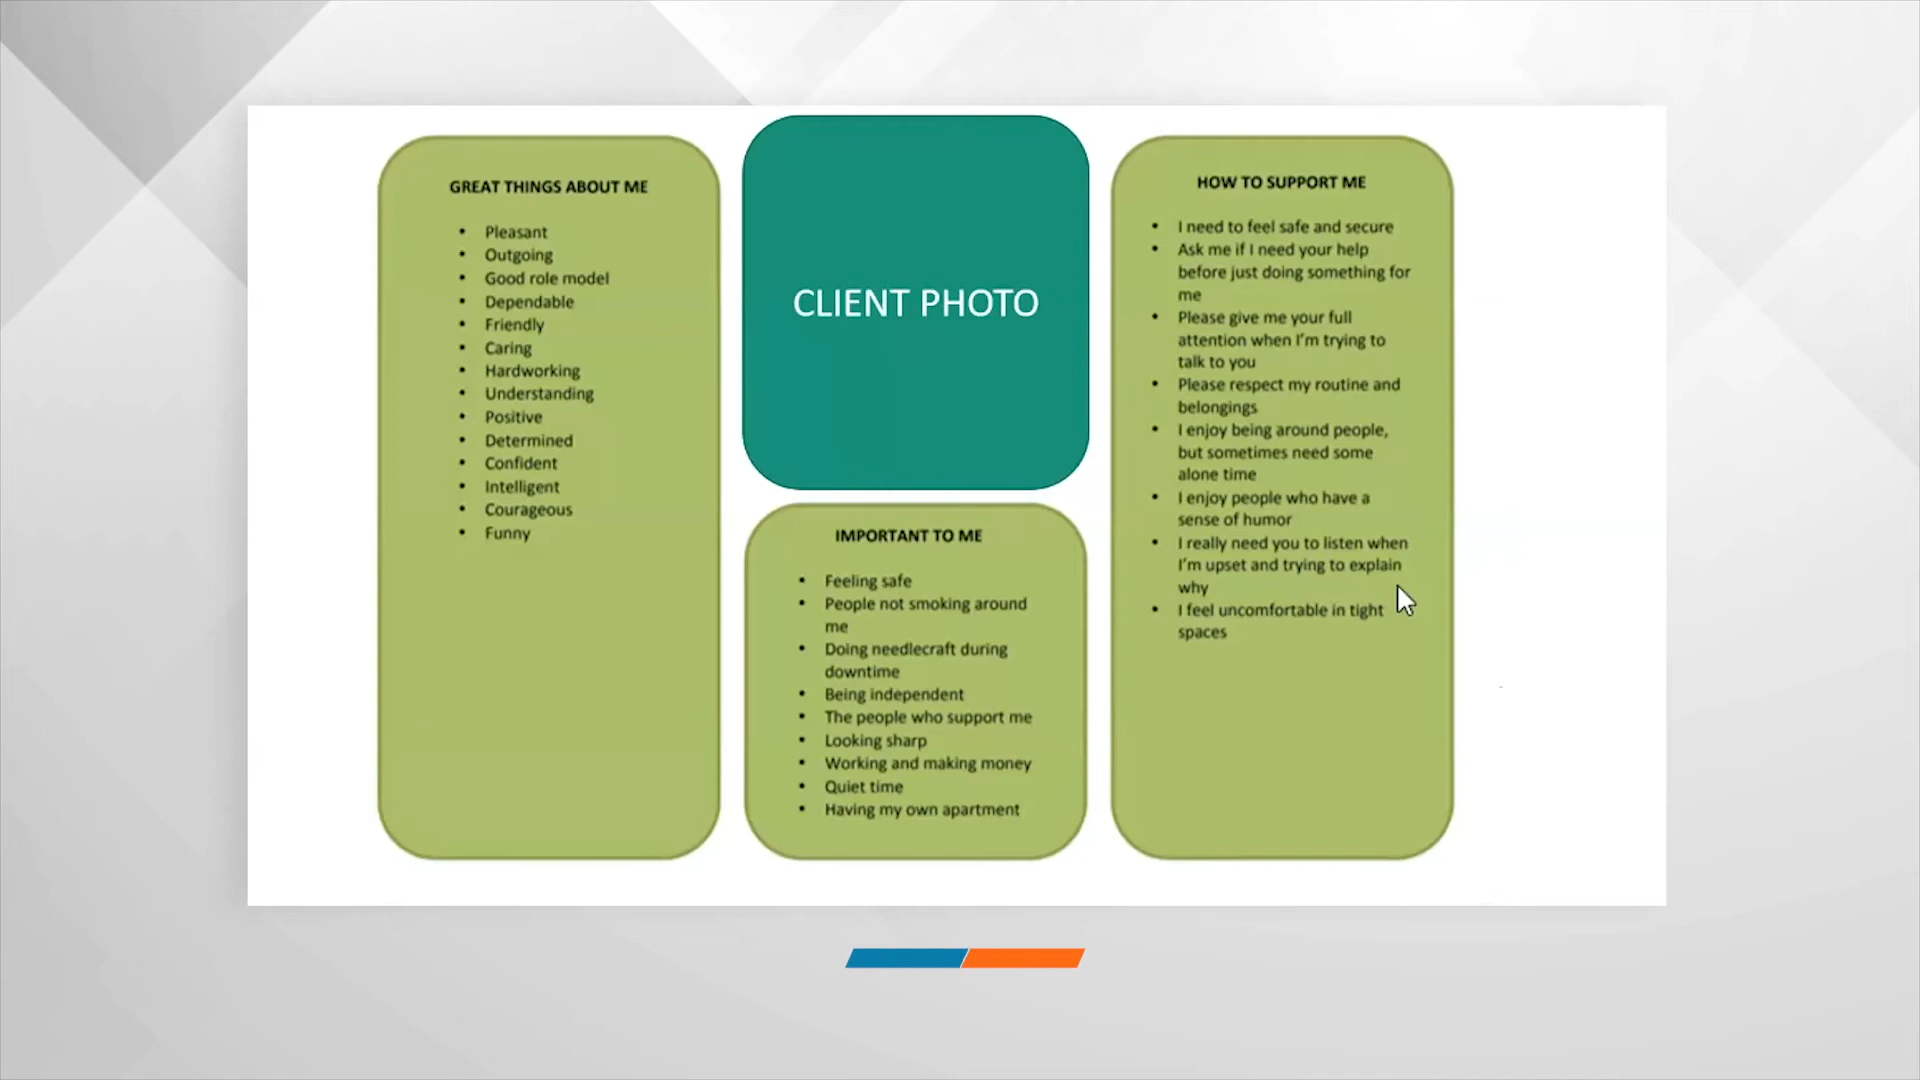 GREAT THINGS ABOUT ME
• Pleasant
• Outgoing
• Good role model
• Dependable
• Friendly
• Caring
• Hardworking
• Understanding
• Positive
• Determined
• Confident
• Intelligent
• Courageous
• Funny
CLIENT PHOTO
IMPORTANT TO ME
• Feeling safe
• People not smoking around
me
• Doing needlecraft during
downtime
• Being independent
• The people who support me
• Looking sharp
• Working and making money
• Quiet time
• Having my own apartment
HOW TO SUPPORT ME
• I need to feel safe and secure
• Ask me if I need your help
before just doing something for
me
• Please give me your full
attention when I'm trying to
talk to you
• Please respect my routine and
belongings
• I enjoy being around people,
but sometimes need some
alone time
• I enjoy people who have a
sense of humor
• I really need you to listen when
I'm upset and trying to explain
why
• I feel uncomfortable in tight
spaces